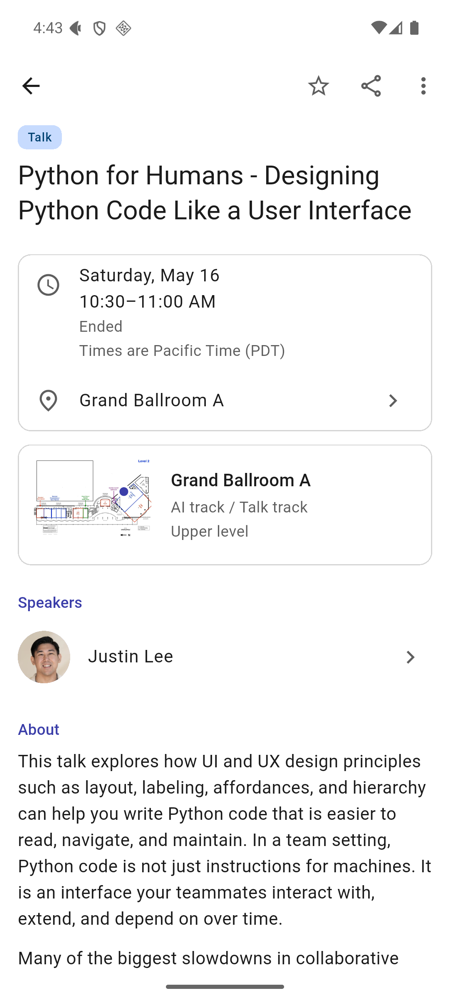 4:43
Talk
Python for Humans - Designing
Python Code Like a User Interface
Saturday, May 16
10:30–11:00 AM
Ended
Times are Pacific Time (PDT)
Grand Ballroom A
Grand Ballroom A
AI track / Talk track
Upper level
Speakers
Justin Lee
About
This talk explores how UI and UX design principles
such as layout, labeling, affordances, and hierarchy
can help you write Python code that is easier to
read, navigate, and maintain. In a team setting,
Python code is not just instructions for machines. It
is an interface your teammates interact with,
extend, and depend on over time.
Many of the biggest slowdowns in collaborative